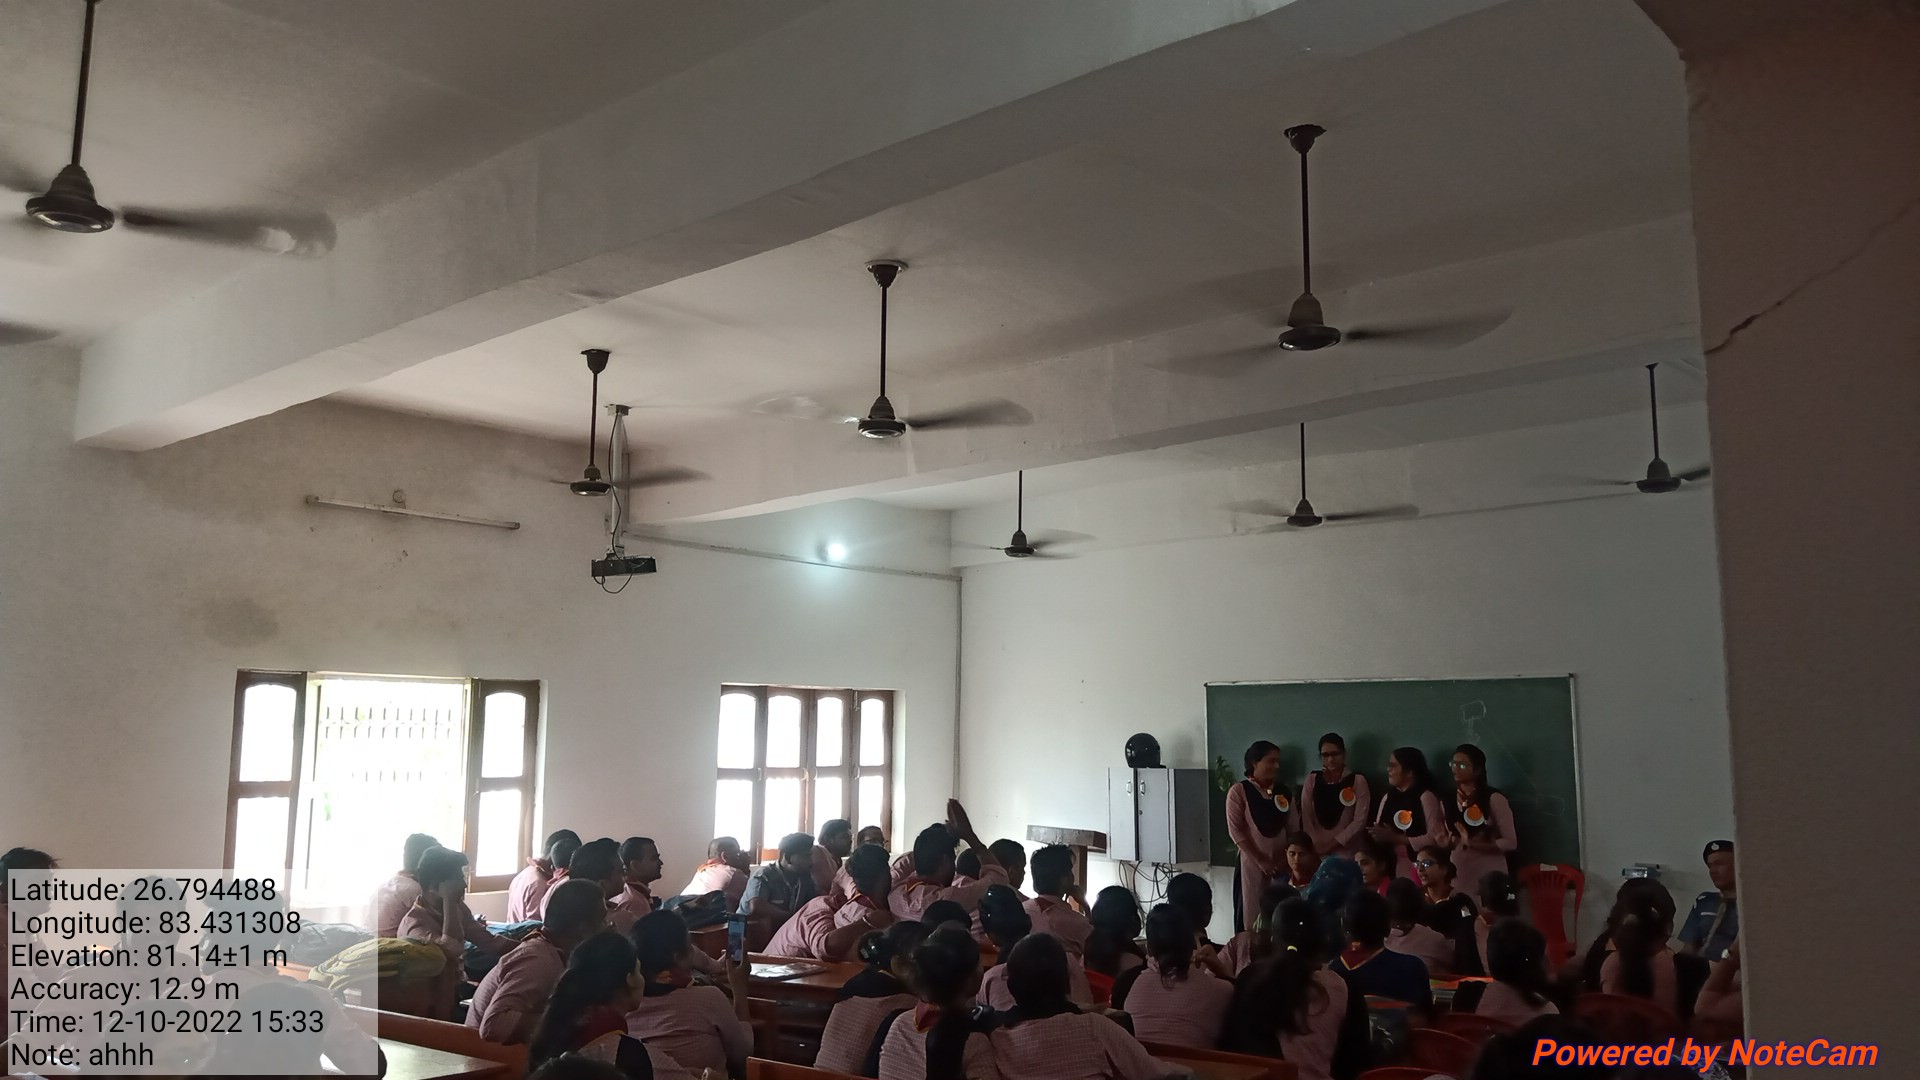 Latitude: 26.794488
Longitude: 83.431308
Elevation: 81.14±1 m
Accuracy: 12.9 m
Time: 12-10-2022 15:33
Note: ahhh
Powered by NoteCam